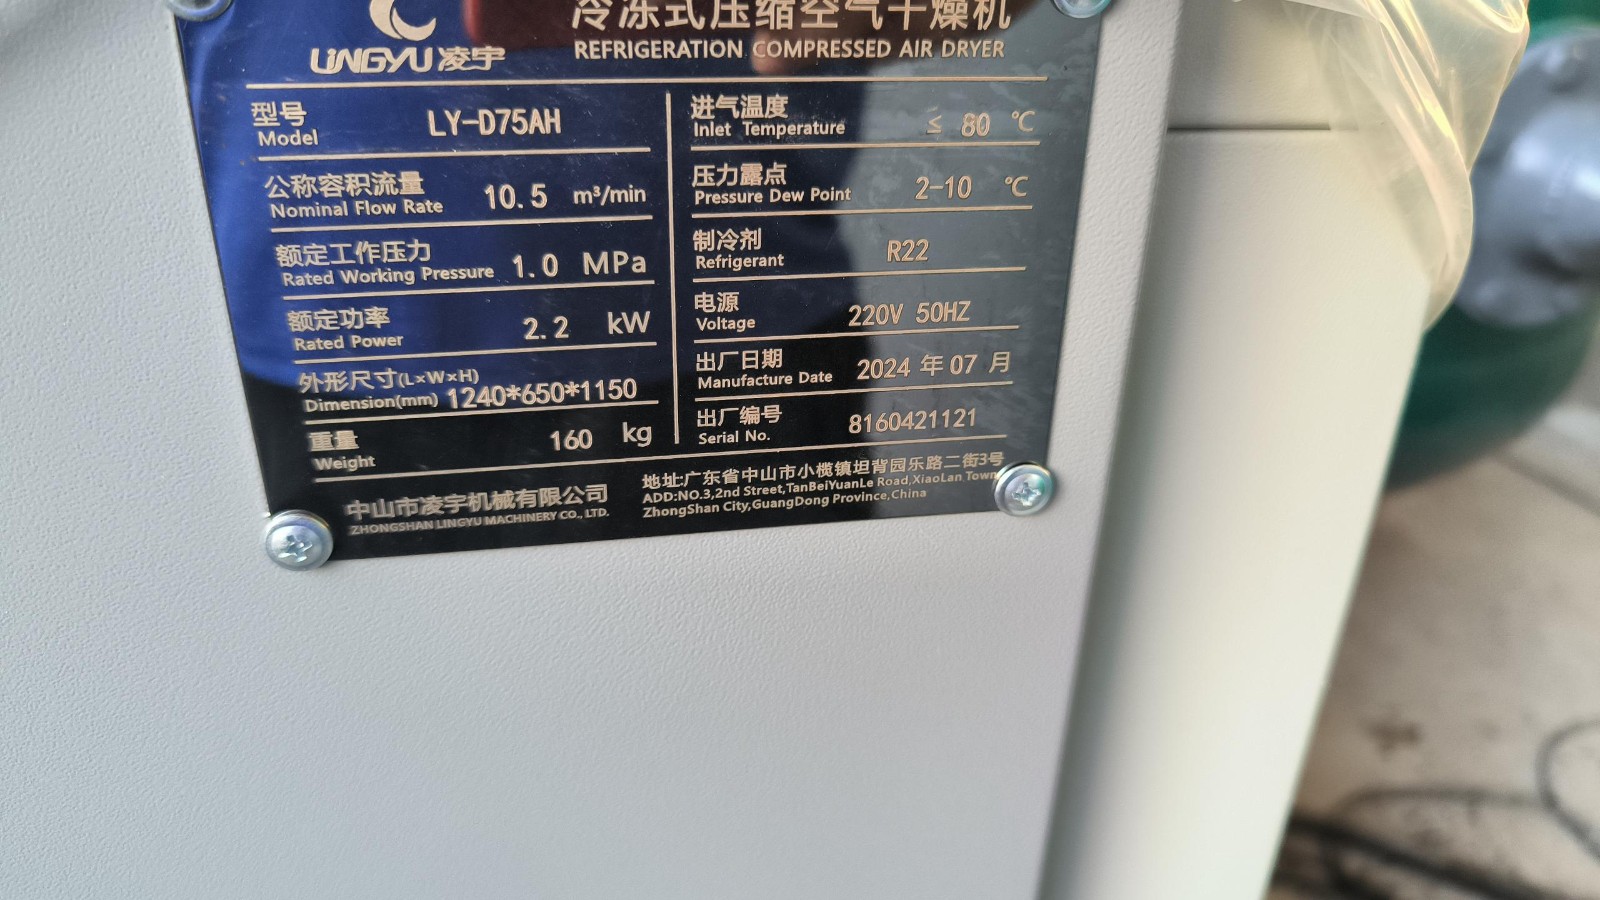 LINGYU 凌宇
冷冻式压缩空气干燥机
REFRIGERATION COMPRESSED AIR DRYER
型号
Model LY-D75AH
公称容积流量
Nominal Flow Rate 10.5 m³/min
额定工作压力
Rated Working Pressure 1.0 MPa
额定功率
Rated Power 2.2 kW
外形尺寸(L×W×H)
Dimension(mm) 1240*650*1150
重量
Weight 160 kg
进气温度
Inlet Temperature ≤ 80 ℃
压力露点
Pressure Dew Point 2-10 ℃
制冷剂
Refrigerant R22
电源
Voltage 220V 50HZ
出厂日期
Manufacture Date 2024 年 07 月
出厂编号
Serial No. 8160421121
中山市凌宇机械有限公司
ZHONGSHAN LINGYU MACHINERY CO., LTD.
地址:广东省中山市小榄镇坦背园乐路二街3号
ADD:NO.3,2nd Street,TanBeiYuanLe Road,XiaoLan Town
ZhongShan City,GuangDong Province,China